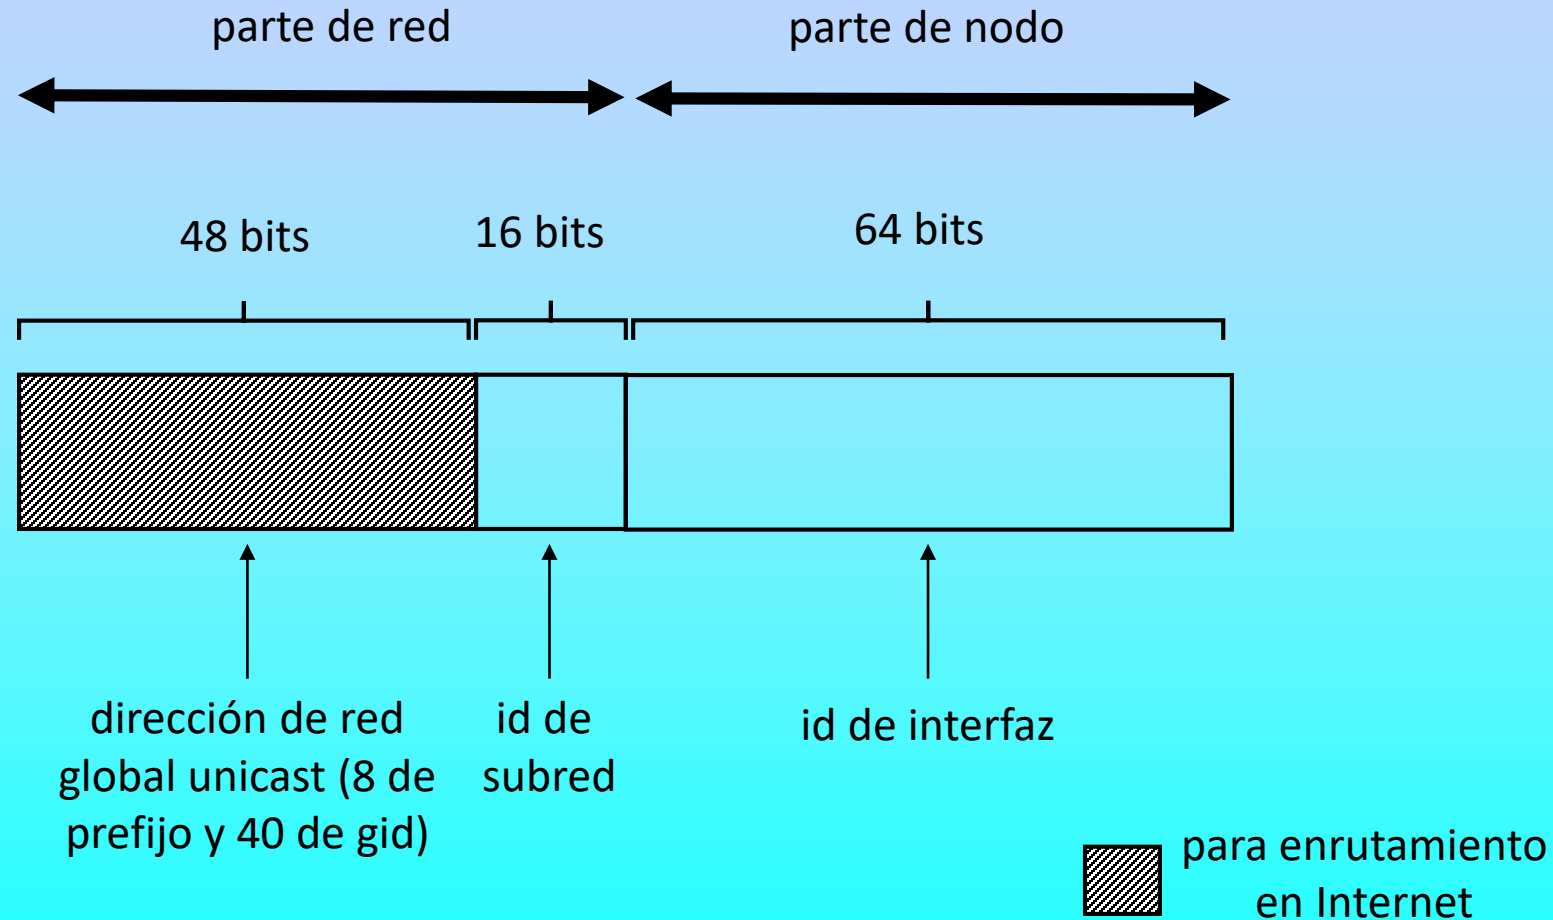 parte de red
parte de nodo
48 bits
16 bits
64 bits
dirección de red
global unicast (8 de
prefijo y 40 de gid)
id de
subred
id de interfaz
para enrutamiento
en Internet